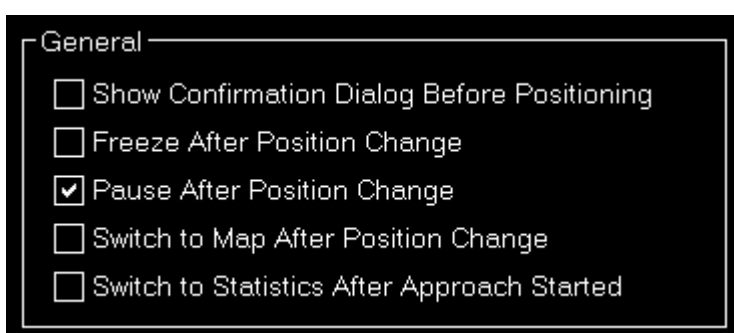 General
Show Confirmation Dialog Before Positioning
Freeze After Position Change
Pause After Position Change
Switch to Map After Position Change
Switch to Statistics After Approach Started